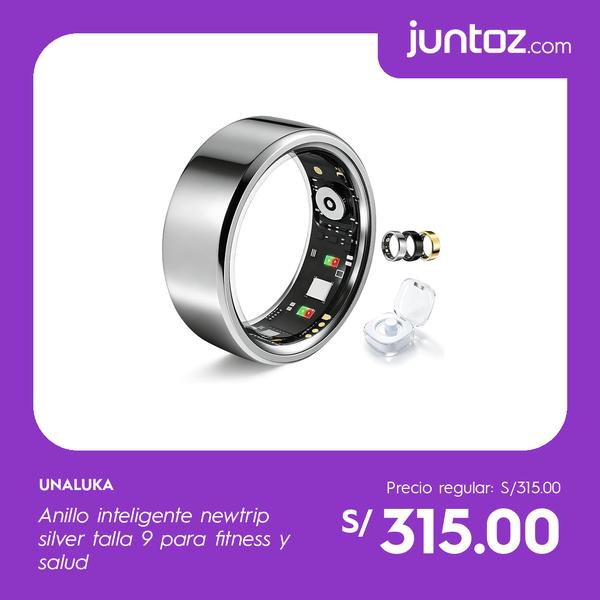 juntoz.com
UNALUKA
Anillo inteligente newtrip
silver talla 9 para fitness y
salud
Precio regular: S/315.00
S/ 315.00